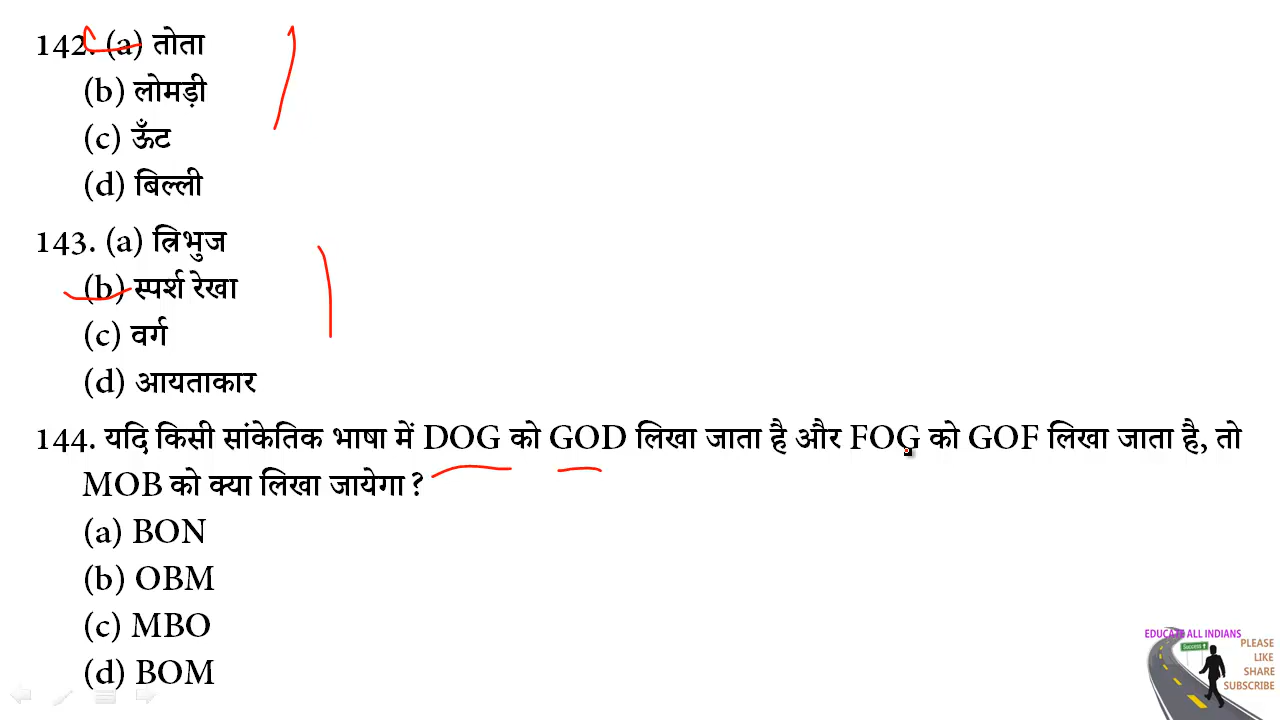 142. (a) तोता
(b) लोमड़ी
(c) ऊँट
(d) बिल्ली
143. (a) त्रिभुज
(b) स्पर्श रेखा
(c) वर्ग
(d) आयताकार
144. यदि किसी सांकेतिक भाषा में DOG को GOD लिखा जाता है और FOG को GOF लिखा जाता है, तो
MOB को क्या लिखा जायेगा ?
(a) BON
(b) OBM
(c) MBO
(d) BOM
EDUCATE ALL INDIANS
Success
PLEASE
LIKE
SHARE
SUBSCRIBE